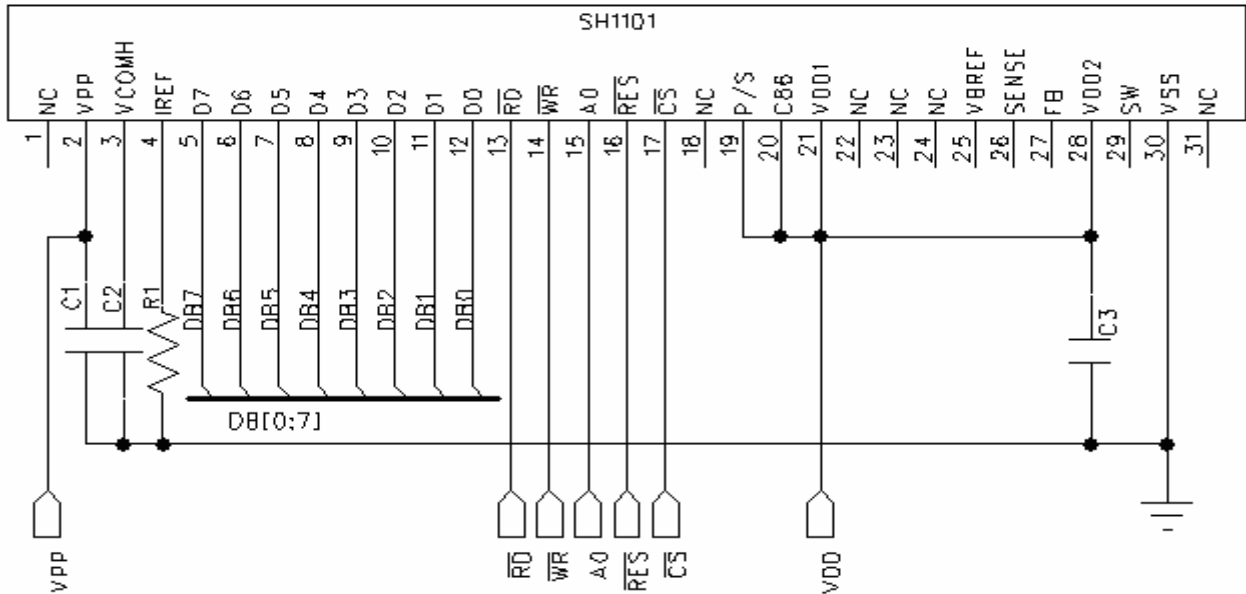 SH1101
NC
VPP
VCOMH
IREF
D7
D6
D5
D4
D3
D2
D1
D0
RD
WR
A0
RES
CS
NC
P/S
C86
VDD1
NC
NC
NC
VBREF
SENSE
FB
VDD2
SW
VSS
NC
1
2
3
4
5
6
7
8
9
10
11
12
13
14
15
16
17
18
19
20
21
22
23
24
25
26
27
28
29
30
31
C1
C2
R1
DB7
DB6
DB5
DB4
DB3
DB2
DB1
DB0
C3
DB[0:7]
VPP
RD
WR
A0
RES
CS
VDD